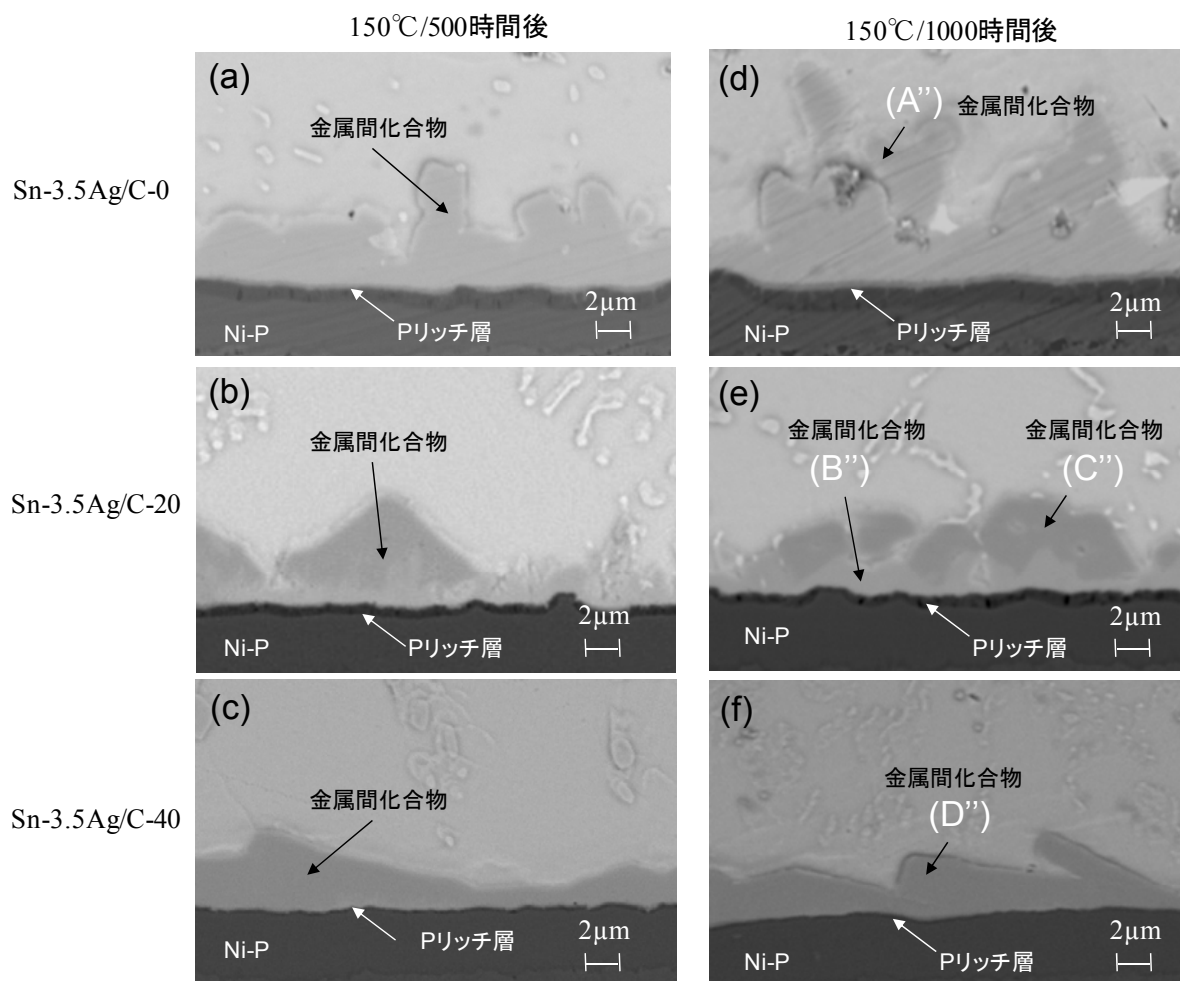 150℃/500時間後
150℃/1000時間後
Sn-3.5Ag/C-0
(a)
金属間化合物
Ni-P
Pリッチ層
2μm
(d)
(A”)
金属間化合物
Ni-P
Pリッチ層
2μm
Sn-3.5Ag/C-20
(b)
金属間化合物
Ni-P
Pリッチ層
2μm
(e)
金属間化合物
(B”)
金属間化合物
(C”)
Ni-P
Pリッチ層
2μm
Sn-3.5Ag/C-40
(c)
金属間化合物
Ni-P
Pリッチ層
2μm
(f)
金属間化合物
(D”)
Ni-P
Pリッチ層
2μm